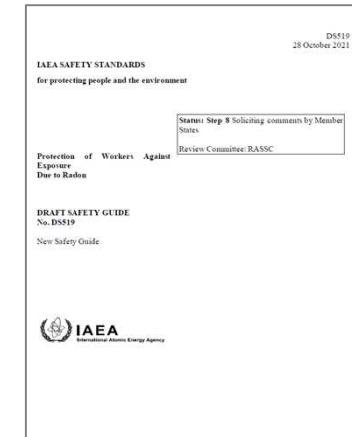 DS519
28 October 2021
IAEA SAFETY STANDARDS
for protecting people and the environment
Status: Step 8 Soliciting comments by Member
States
Review Committee: RASSC
Protection of Workers Against
Exposure
Due to Radon
DRAFT SAFETY GUIDE
No. DS519
New Safety Guide
IAEA
International Atomic Energy Agency